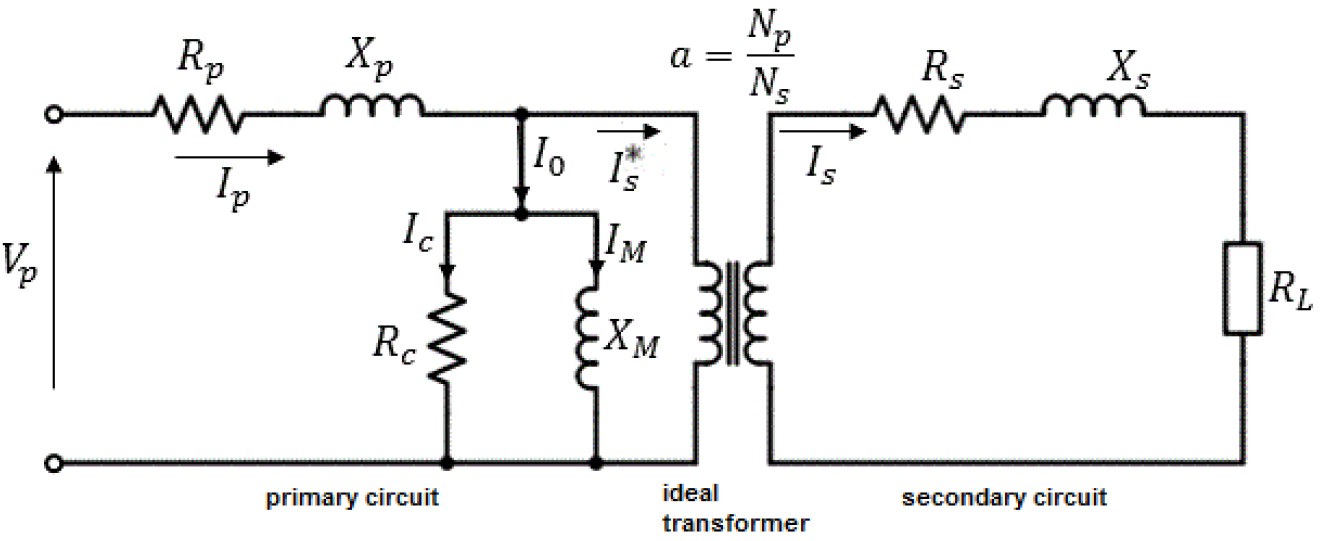 R_p
X_p
a = N_p / N_s
R_s
X_s
I_p
I_0
I_s^*
I_s
V_p
I_c
I_M
R_c
X_M
R_L
primary circuit
ideal
transformer
secondary circuit